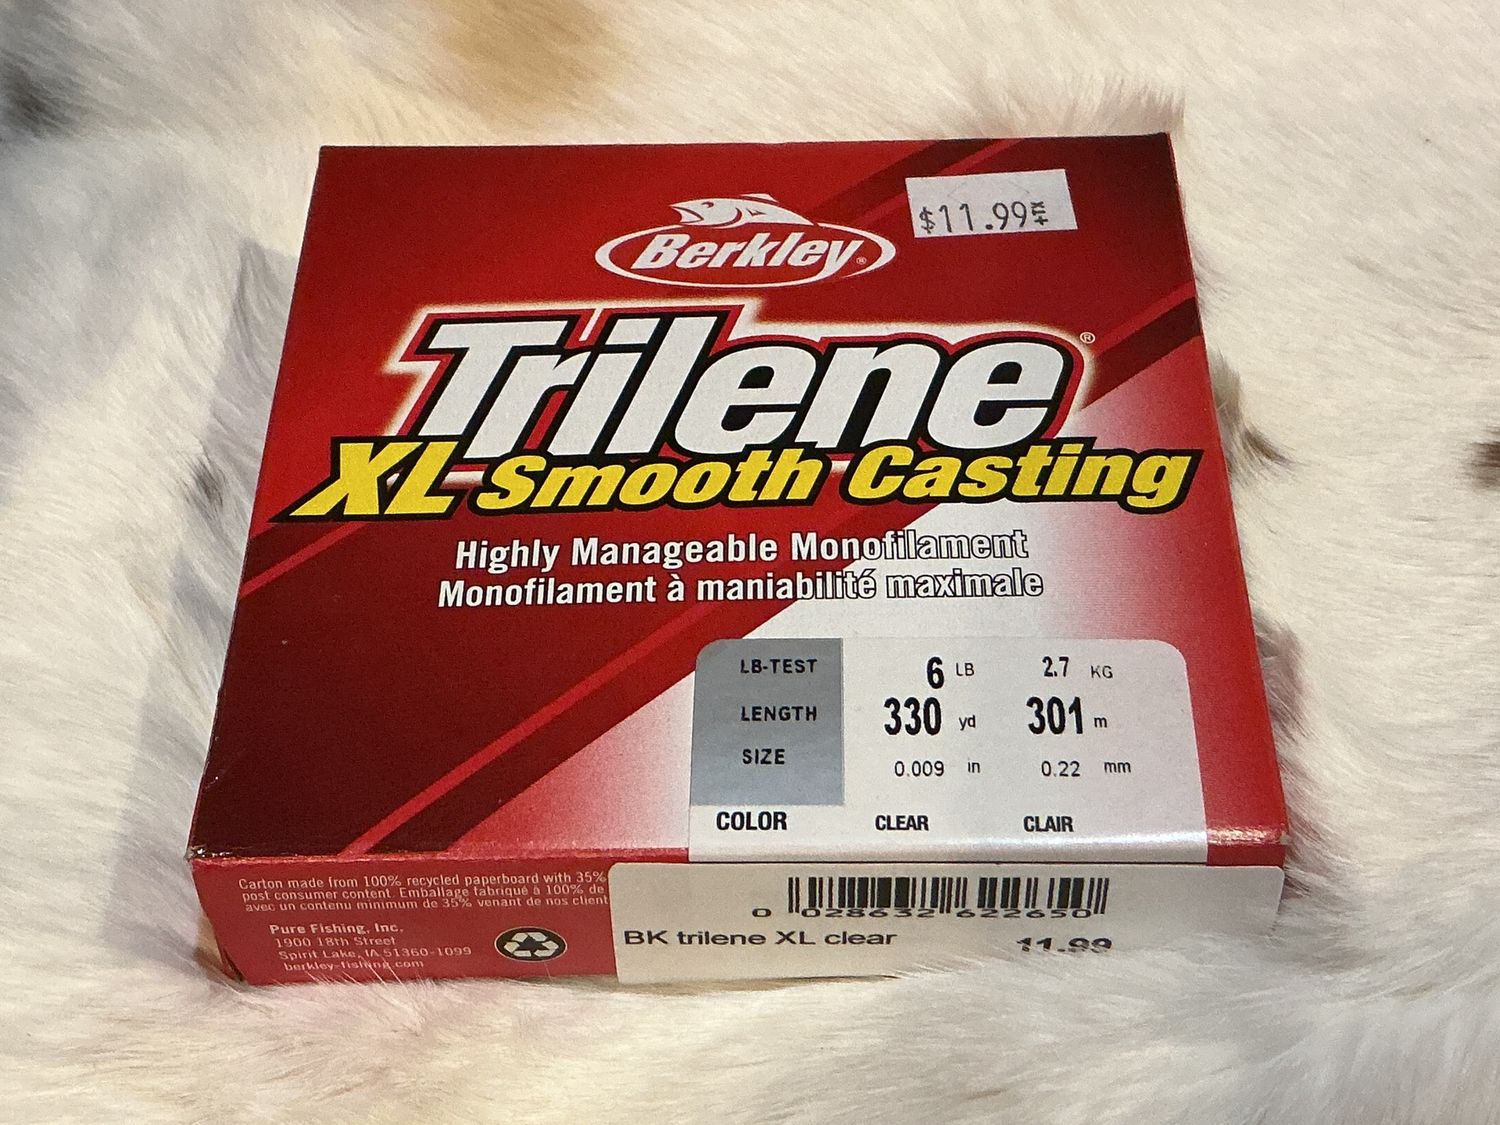 Berkley®
$11.99
Trilene®
XL Smooth Casting
Highly Manageable Monofilament
Monofilament à maniabilité maximale
LB-TEST 6 LB 2.7 KG
LENGTH 330 yd 301 m
SIZE 0.009 in 0.22 mm
COLOR CLEAR CLAIR
Carton made from 100% recycled paperboard with 35%
post consumer content. Emballage fabriqué à 100% de
avec un contenu minimum de 35% venant de nos client
Pure Fishing, Inc.
1900 18th Street
Spirit Lake, IA 51360-1099
berkley-fishing.com
0 028632 622650
BK trilene XL clear 11.99